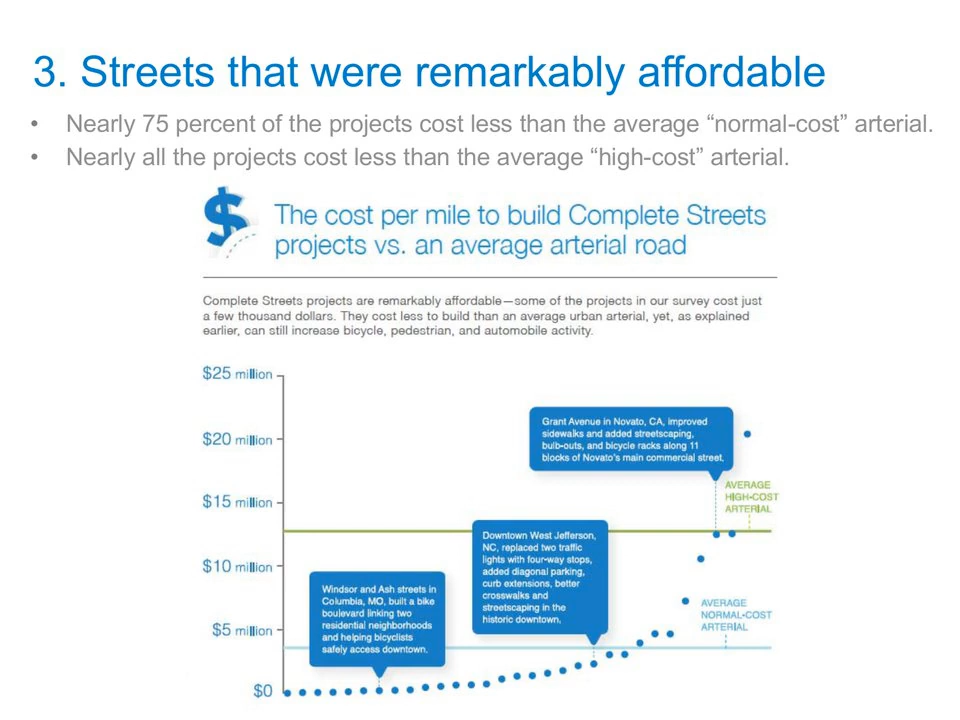 3. Streets that were remarkably affordable
• Nearly 75 percent of the projects cost less than the average “normal-cost” arterial.
• Nearly all the projects cost less than the average “high-cost” arterial.
$
The cost per mile to build Complete Streets
projects vs. an average arterial road
Complete Streets projects are remarkably affordable—some of the projects in our survey cost just
a few thousand dollars. They cost less to build than an average urban arterial, yet, as explained
earlier, can still increase bicycle, pedestrian, and automobile activity.
$25 million
$20 million
$15 million
$10 million
$5 million
$0
Grant Avenue in Novato, CA, improved
sidewalks and added streetscaping,
bulb-outs, and bicycle racks along 11
blocks of Novato's main commercial street.
AVERAGE
HIGH-COST
ARTERIAL
Downtown West Jefferson,
NC, replaced two traffic
lights with four-way stops,
added diagonal parking,
curb extensions, better
crosswalks and
streetscaping in the
historic downtown.
Windsor and Ash streets in
Columbia, MO, built a bike
boulevard linking two
residential neighborhoods
and helping bicyclists
safely access downtown.
AVERAGE
NORMAL-COST
ARTERIAL